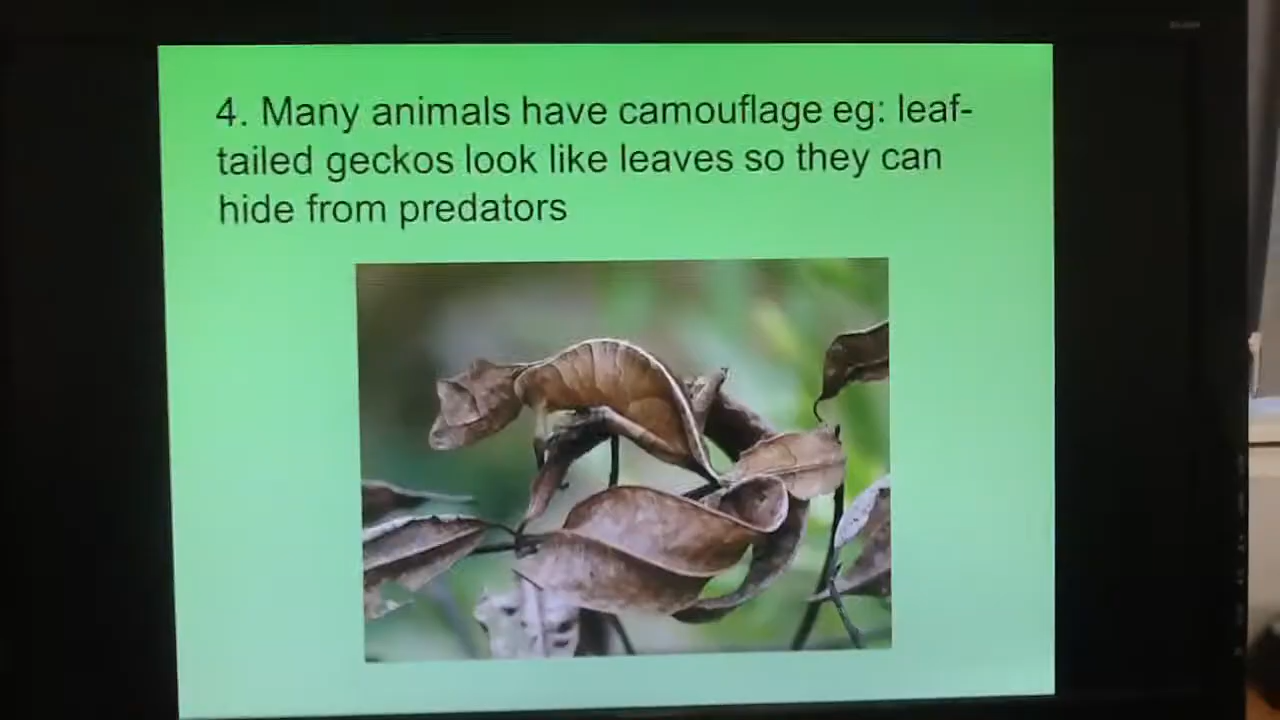 4. Many animals have camouflage eg: leaf-
tailed geckos look like leaves so they can
hide from predators